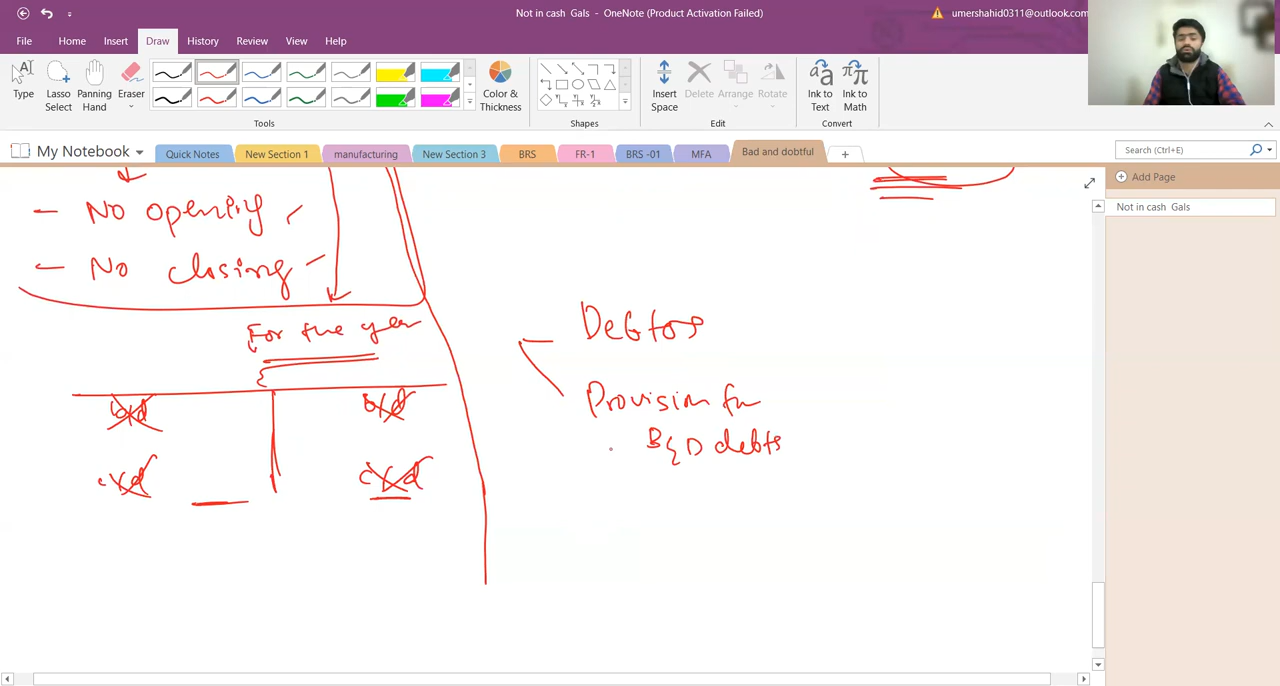 Not in cash Gals - OneNote (Product Activation Failed)
umershahid0311@outlook.com
File Home Insert Draw History Review View Help
Type
Lasso Select
Panning Hand
Eraser
Color & Thickness
Insert Space
Delete
Arrange
Rotate
Ink to Text
Ink to Math
Tools
Shapes
Edit
Convert
My Notebook
Quick Notes
New Section 1
manufacturing
New Section 3
BRS
FR-1
BRS -01
MFA
Bad and dobtful
Search (Ctrl+E)
Add Page
Not in cash Gals
- No opening
- No closing
For the year
b/d b/d
c/d c/d
Debtors
Provision for
B & D debts